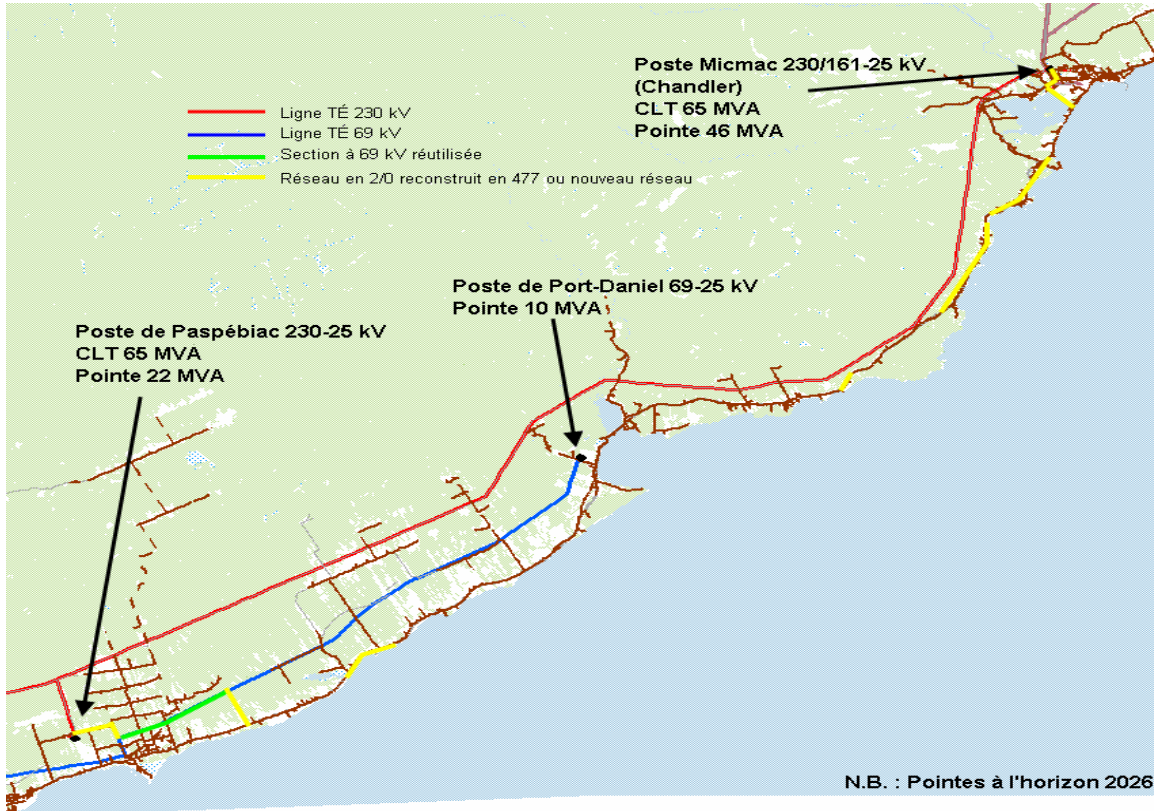 Poste Micmac 230/161-25 kV
(Chandler)
CLT 65 MVA
Pointe 46 MVA
Ligne TÉ 230 kV
Ligne TÉ 69 kV
Section à 69 kV réutilisée
Réseau en 2/0 reconstruit en 477 ou nouveau réseau
Poste de Port-Daniel 69-25 kV
Pointe 10 MVA
Poste de Paspébiac 230-25 kV
CLT 65 MVA
Pointe 22 MVA
N.B. : Pointes à l'horizon 2026